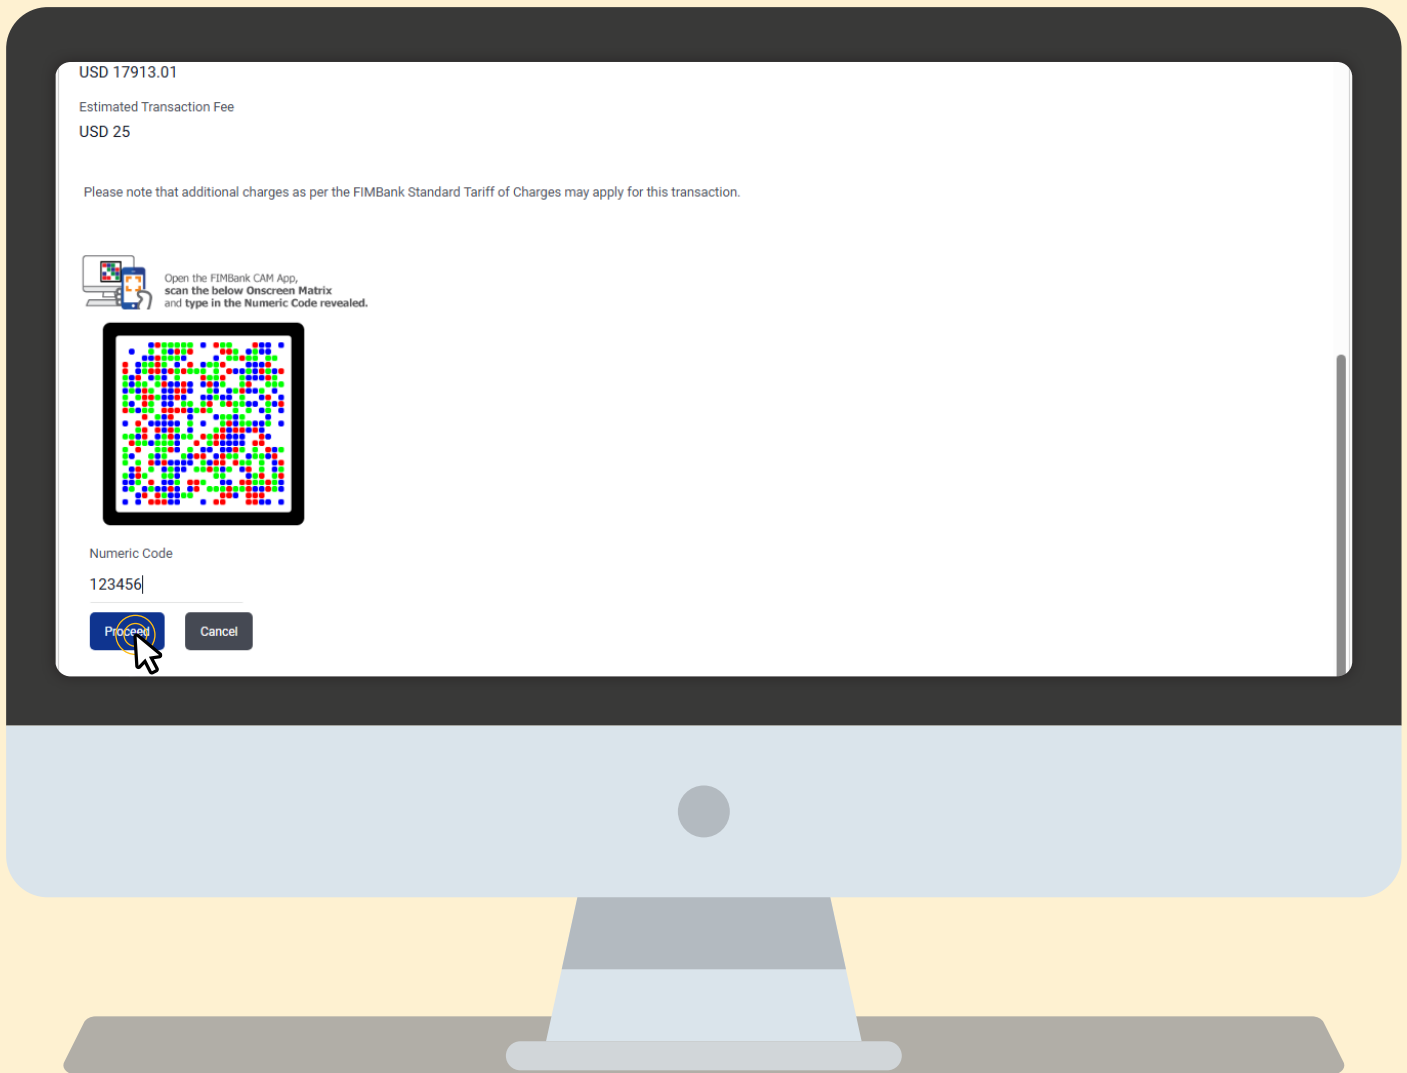 USD 17913.01
Estimated Transaction Fee
USD 25
Please note that additional charges as per the FIMBank Standard Tariff of Charges may apply for this transaction.
Open the FIMBank CAM App,
scan the below Onscreen Matrix
and type in the Numeric Code revealed.
Numeric Code
123456
Proceed
Cancel